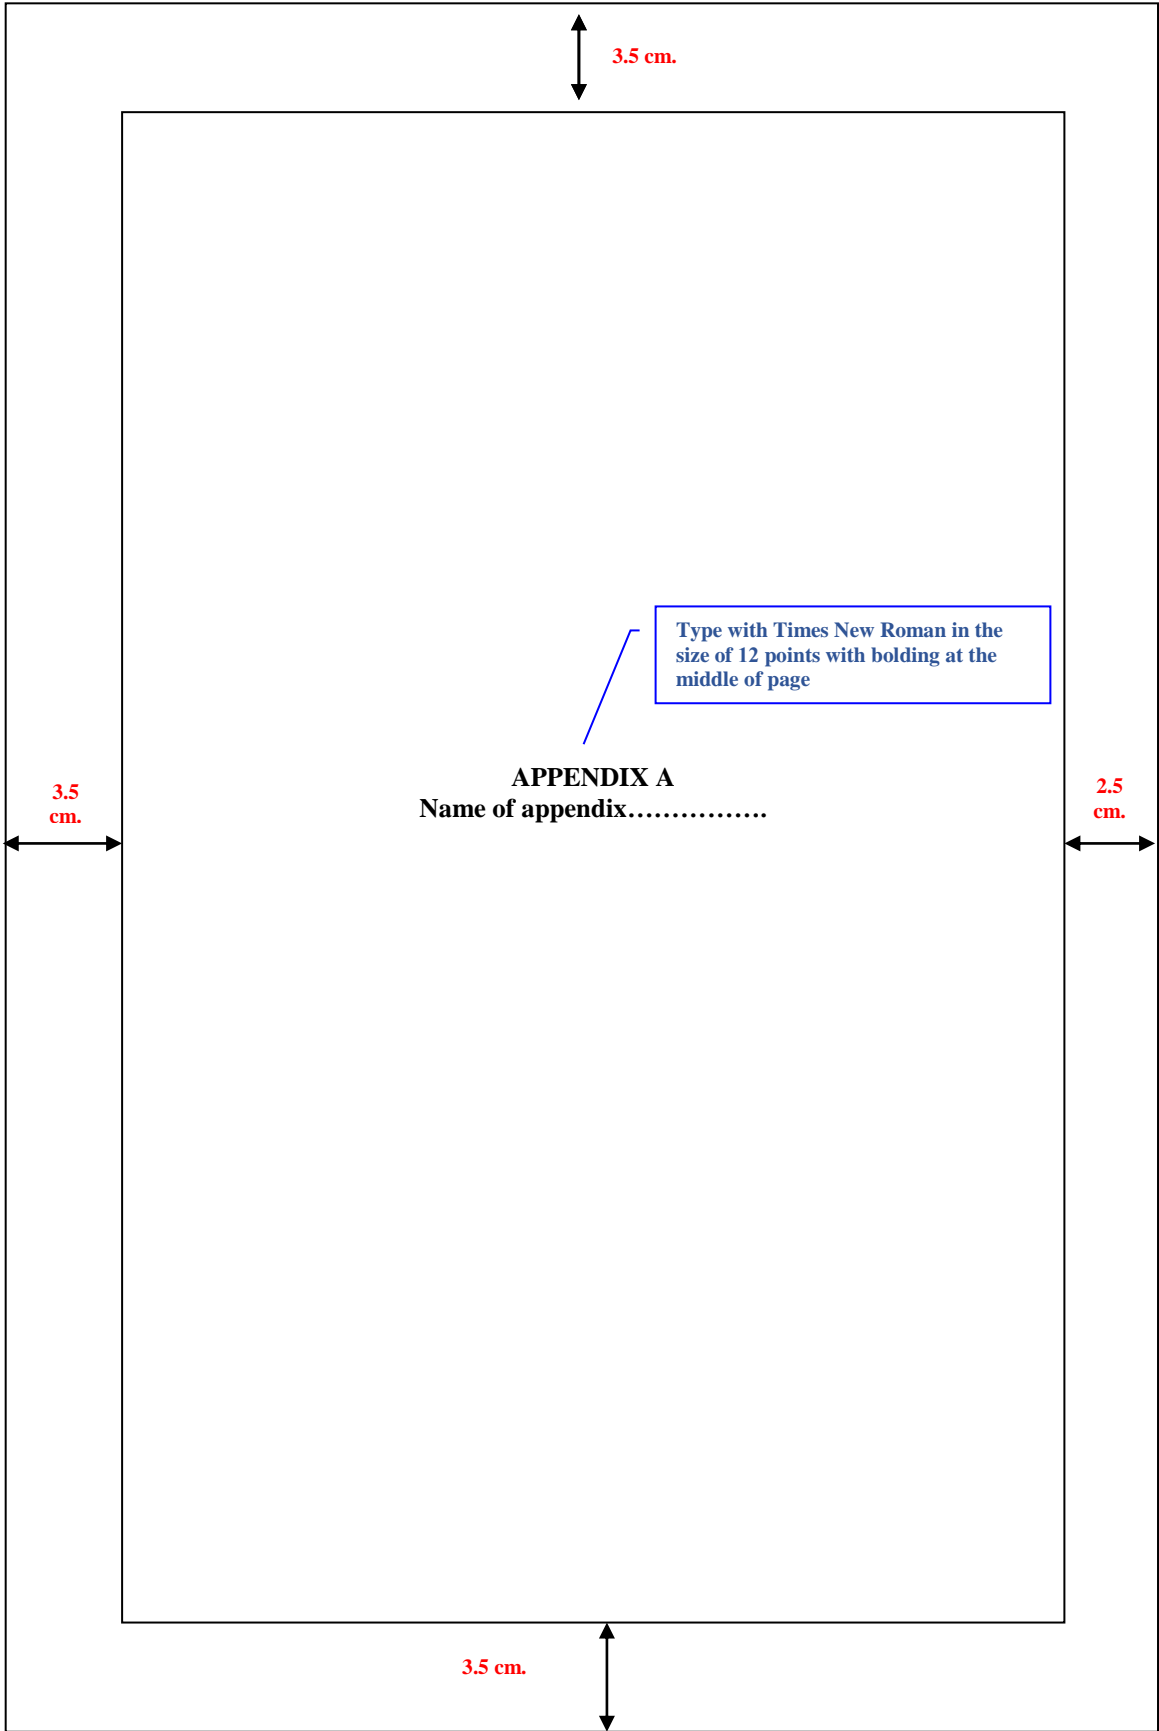 3.5 cm.
Type with Times New Roman in the
size of 12 points with bolding at the
middle of page
APPENDIX A
Name of appendix................
3.5
cm.
2.5
cm.
3.5 cm.